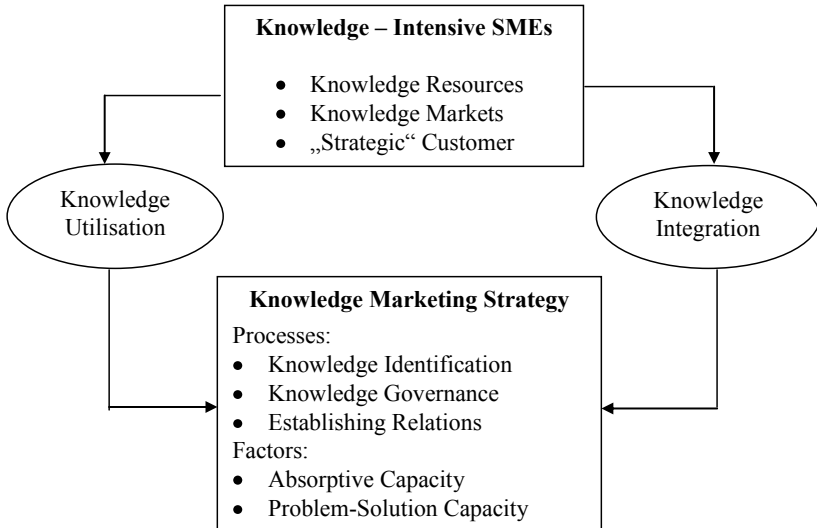 Knowledge – Intensive SMEs
• Knowledge Resources
• Knowledge Markets
• „Strategic“ Customer
Knowledge
Utilisation
Knowledge
Integration
Knowledge Marketing Strategy
Processes:
• Knowledge Identification
• Knowledge Governance
• Establishing Relations
Factors:
• Absorptive Capacity
• Problem-Solution Capacity